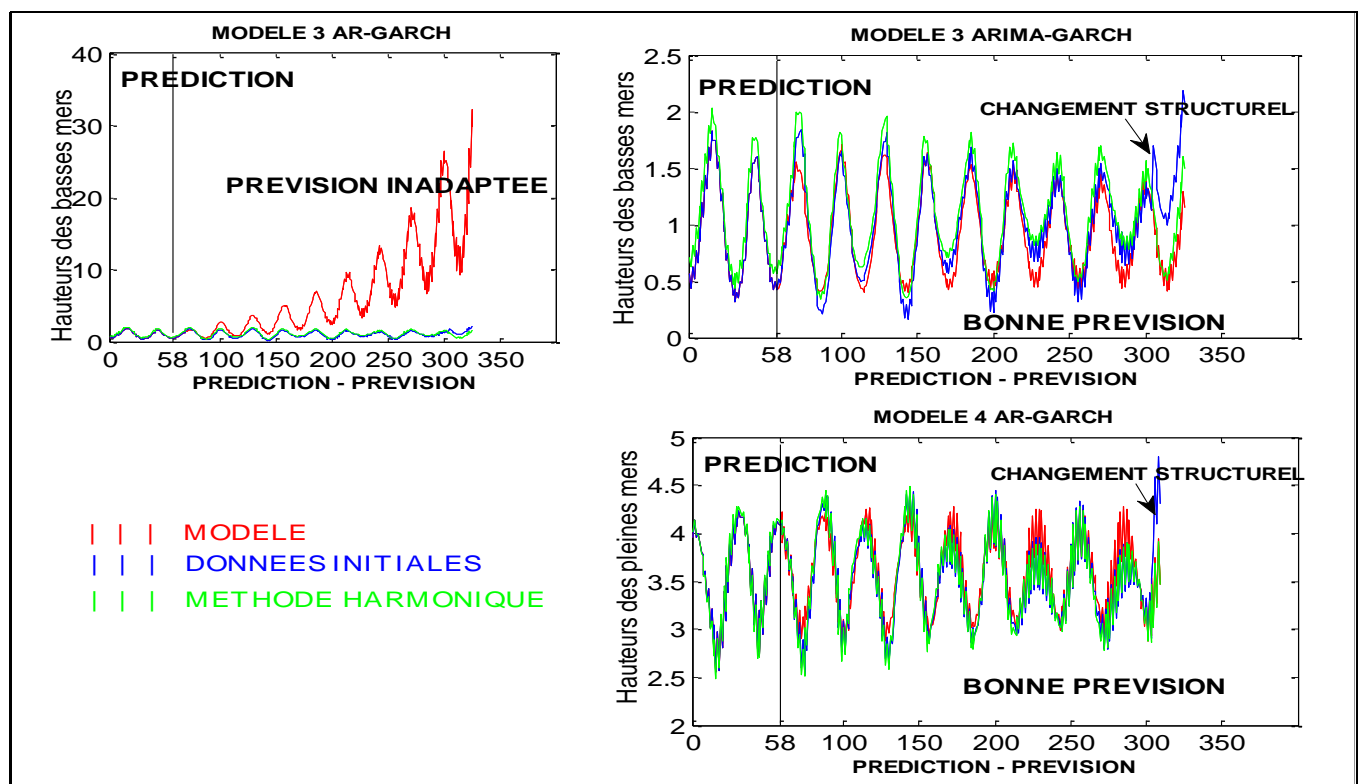 MODELE 3 AR-GARCH
40
30
20
10
0
Hauteurs des basses mers
PREDICTION
PREVISION INADAPTEE
0 58 100 150 200 250 300 350
PREDICTION - PREVISION
MODELE 3 ARIMA-GARCH
2.5
2
1.5
1
0.5
0
Hauteurs des basses mers
PREDICTION
CHANGEMENT STRUCTUREL
BONNE PREVISION
0 58 100 150 200 250 300 350
PREDICTION - PREVISION
| | | MODELE
| | | DONNEES INITIALES
| | | METHODE HARMONIQUE
MODELE 4 AR-GARCH
5
4.5
4
3.5
3
2.5
2
Hauteurs des pleines mers
PREDICTION
CHANGEMENT STRUCTUREL
BONNE PREVISION
0 58 100 150 200 250 300 350
PREDICTION - PREVISION